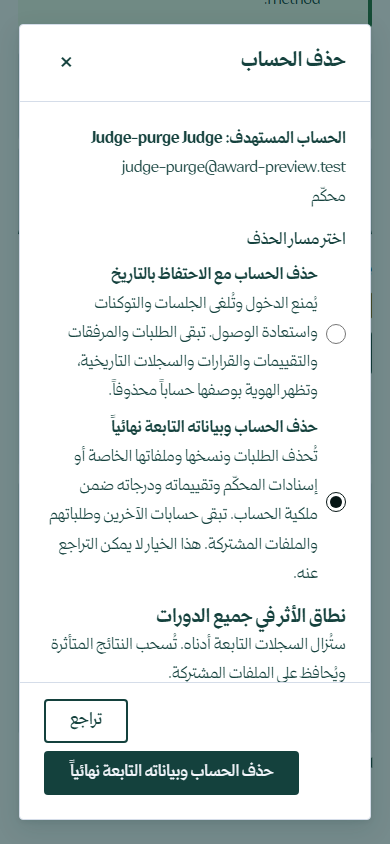 .method
حذف الحساب
×
الحساب المستهدف: Judge-purge Judge
judge-purge@award-preview.test
محكّم
اختر مسار الحذف
حذف الحساب مع الاحتفاظ بالتاريخ
يُمنع الدخول وتُلغى الجلسات والتوكنات
واستعادة الوصول. تبقى الطلبات والمرفقات
والتقييمات والقرارات والسجلات التاريخية،
وتظهر الهوية بوصفها حساباً محذوفاً.
حذف الحساب وبياناته التابعة نهائياً
تُحذف الطلبات ونسخها وملفاتها الخاصة أو
إسنادات المحكّم وتقييماته ودرجاته ضمن
ملكية الحساب. تبقى حسابات الآخرين وطلباتهم
والملفات المشتركة. هذا الخيار لا يمكن التراجع
عنه.
نطاق الأثر في جميع الدورات
ستُزال السجلات التابعة أدناه. تُسحب النتائج المتأثرة
ويُحافظ على الملفات المشتركة.
تراجع
حذف الحساب وبياناته التابعة نهائياً